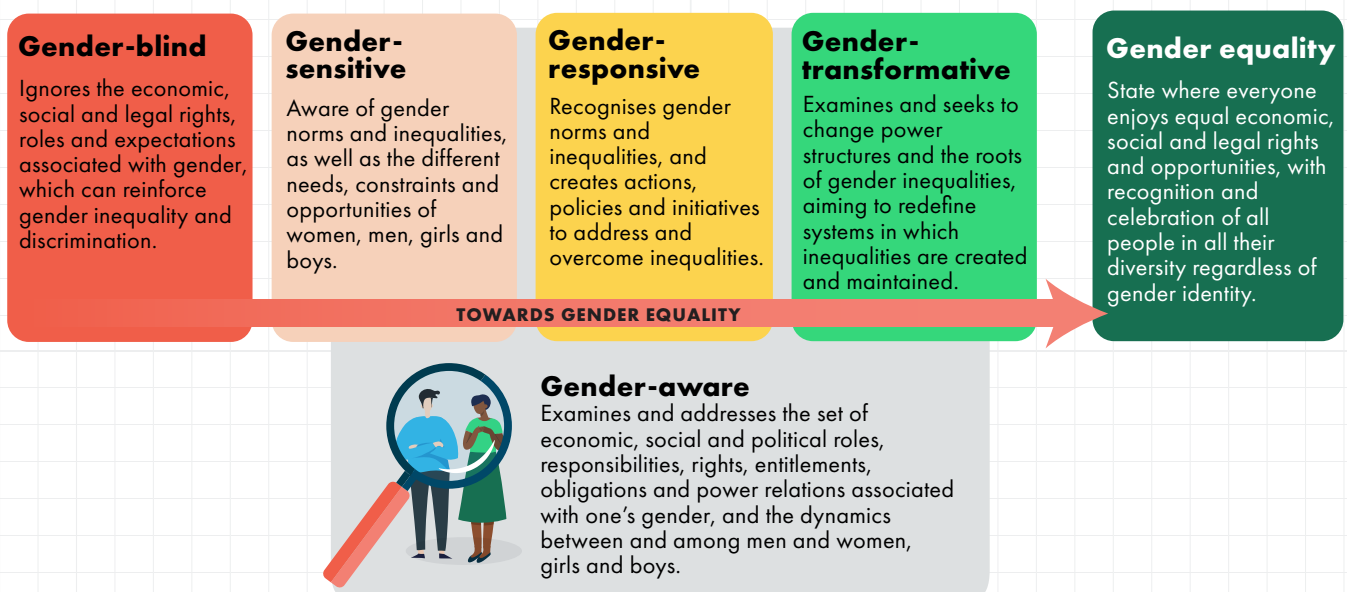 Gender-blind
Ignores the economic,
social and legal rights,
roles and expectations
associated with gender,
which can reinforce
gender inequality and
discrimination.
Gender-
sensitive
Aware of gender
norms and inequalities,
as well as the different
needs, constraints and
opportunities of
women, men, girls and
boys.
Gender-
responsive
Recognises gender
norms and
inequalities, and
creates actions,
policies and initiatives
to address and
overcome inequalities.
Gender-
transformative
Examines and seeks to
change power
structures and the roots
of gender inequalities,
aiming to redefine
systems in which
inequalities are created
and maintained.
Gender equality
State where everyone
enjoys equal economic,
social and legal rights
and opportunities, with
recognition and
celebration of all
people in all their
diversity regardless of
gender identity.
TOWARDS GENDER EQUALITY
Gender-aware
Examines and addresses the set of
economic, social and political roles,
responsibilities, rights, entitlements,
obligations and power relations associated
with one’s gender, and the dynamics
between and among men and women,
girls and boys.